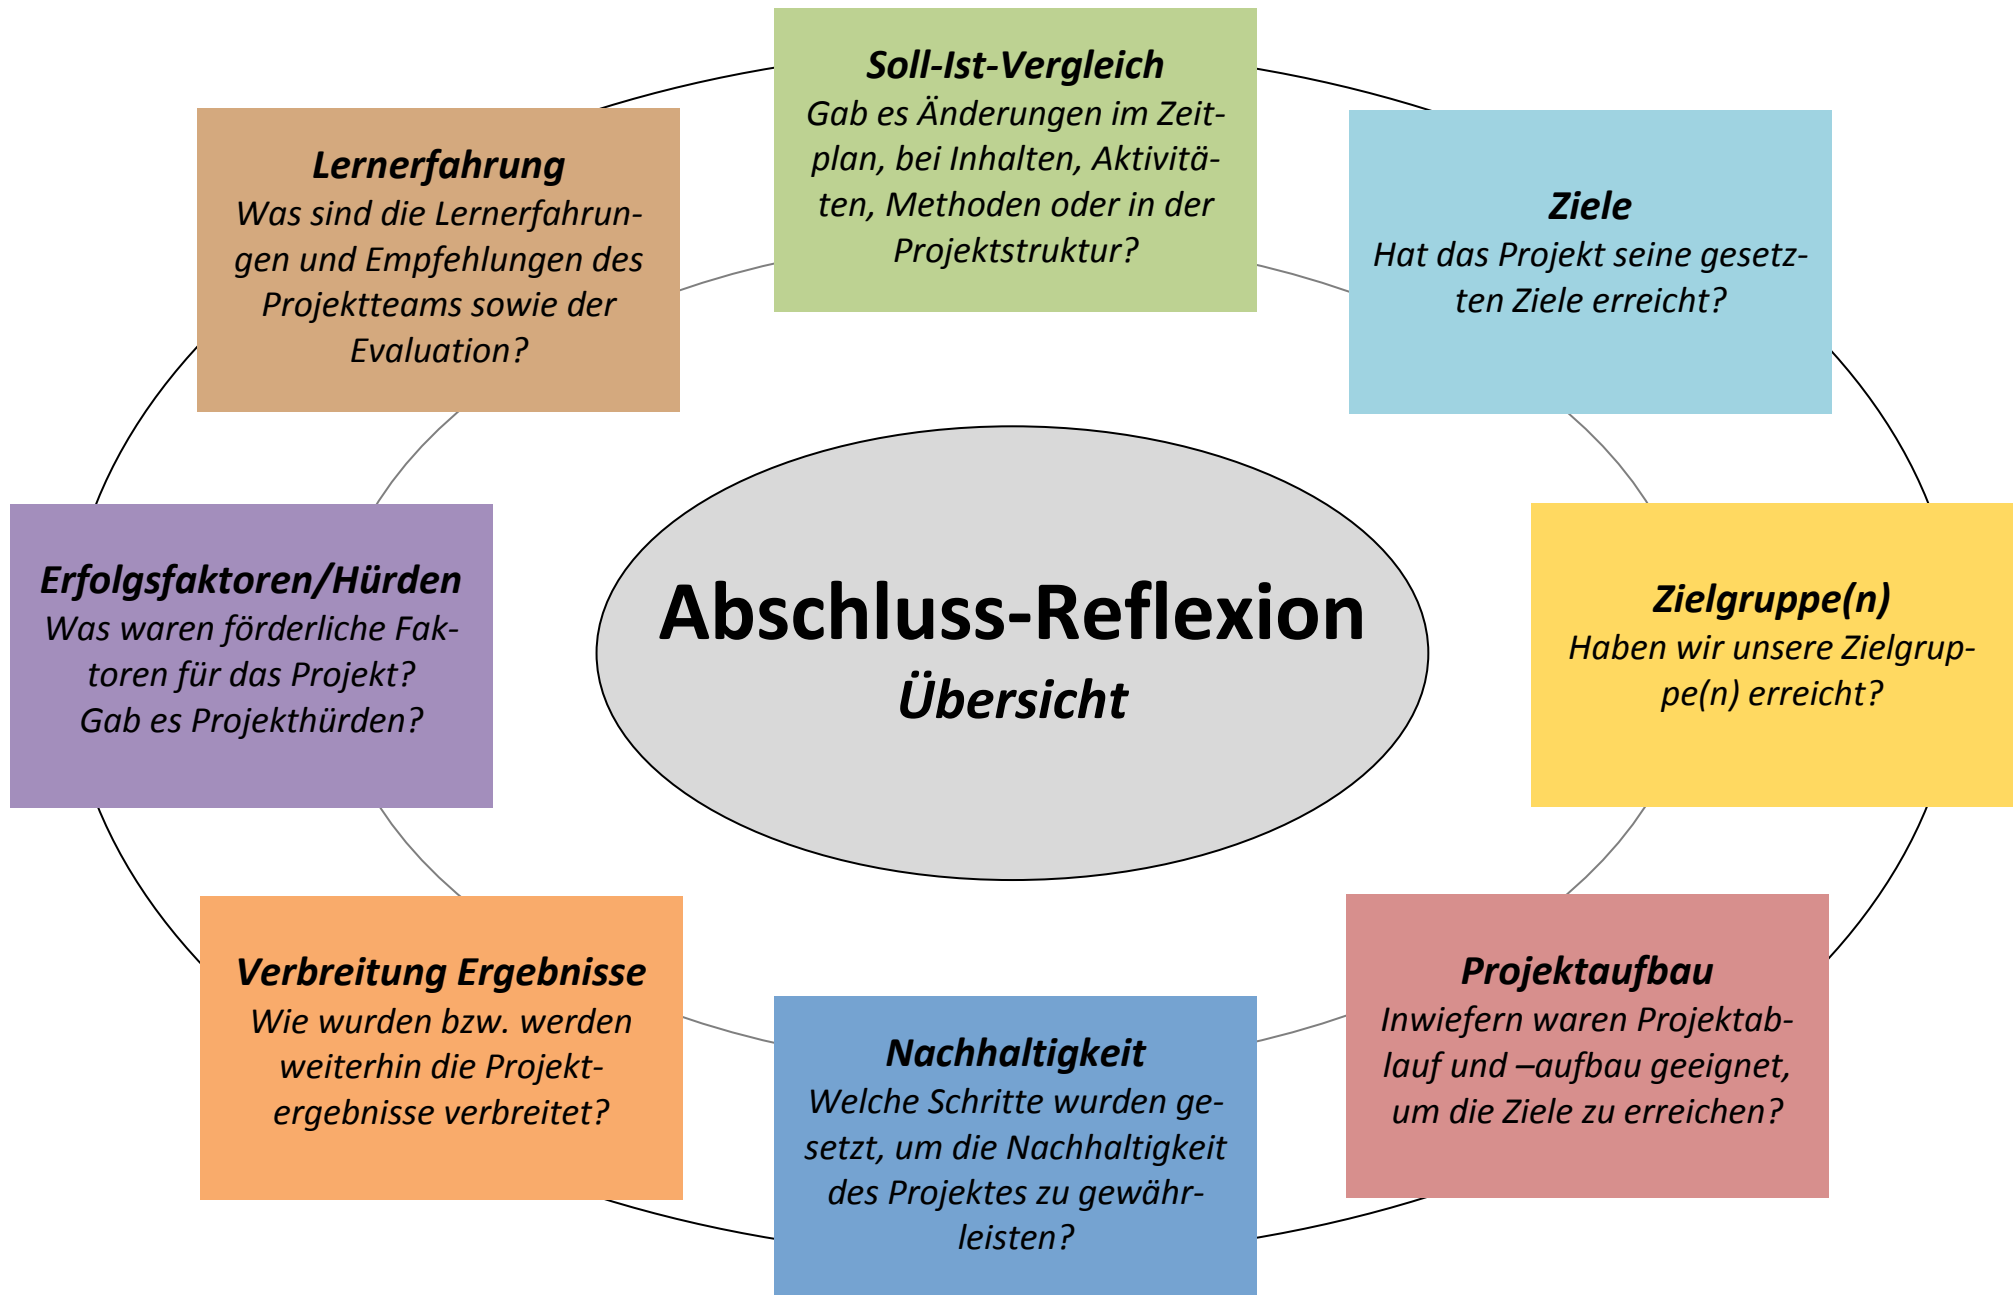 Soll-Ist-Vergleich
Gab es Änderungen im Zeit-
plan, bei Inhalten, Aktivitä-
ten, Methoden oder in der
Projektstruktur?
Ziele
Hat das Projekt seine gesetz-
ten Ziele erreicht?
Zielgruppe(n)
Haben wir unsere Zielgrup-
pe(n) erreicht?
Projektaufbau
Inwiefern waren Projektab-
lauf und –aufbau geeignet,
um die Ziele zu erreichen?
Nachhaltigkeit
Welche Schritte wurden ge-
setzt, um die Nachhaltigkeit
des Projektes zu gewähr-
leisten?
Verbreitung Ergebnisse
Wie wurden bzw. werden
weiterhin die Projekt-
ergebnisse verbreitet?
Erfolgsfaktoren/Hürden
Was waren förderliche Fak-
toren für das Projekt?
Gab es Projekthürden?
Lernerfahrung
Was sind die Lernerfahrun-
gen und Empfehlungen des
Projektteams sowie der
Evaluation?
Abschluss-Reflexion
Übersicht